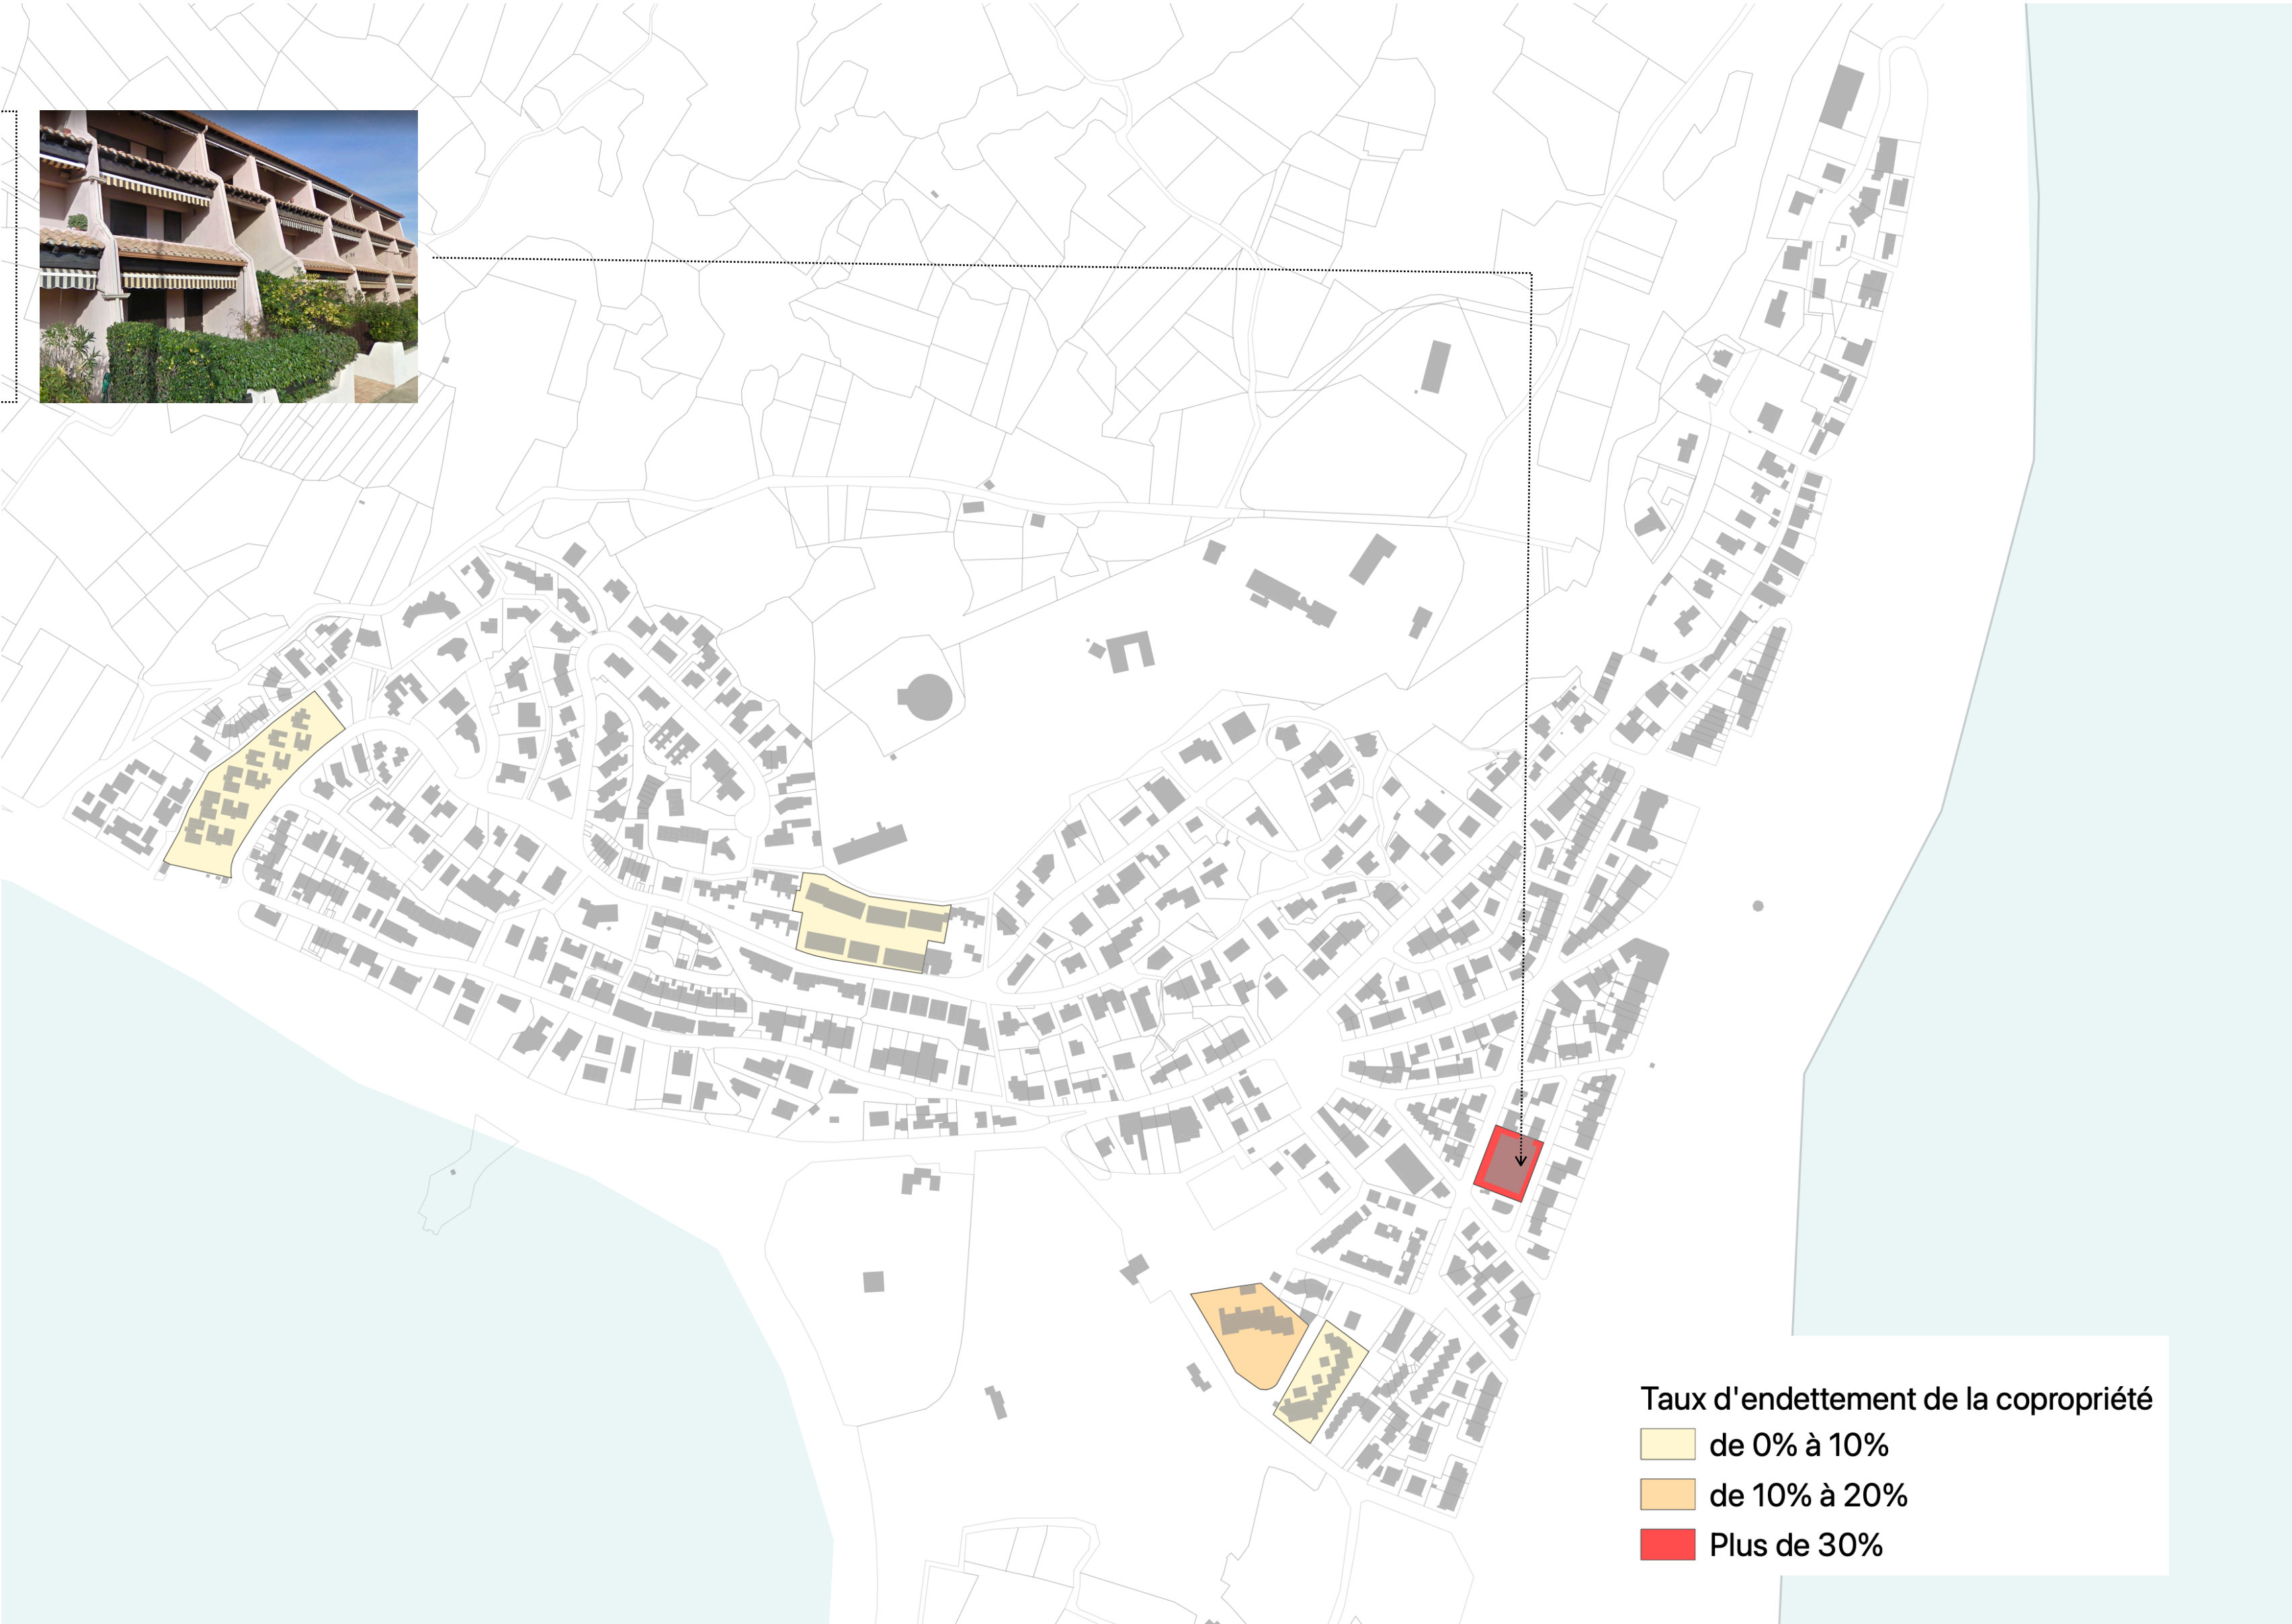 Taux d'endettement de la copropriété
de 0% à 10%
de 10% à 20%
Plus de 30%